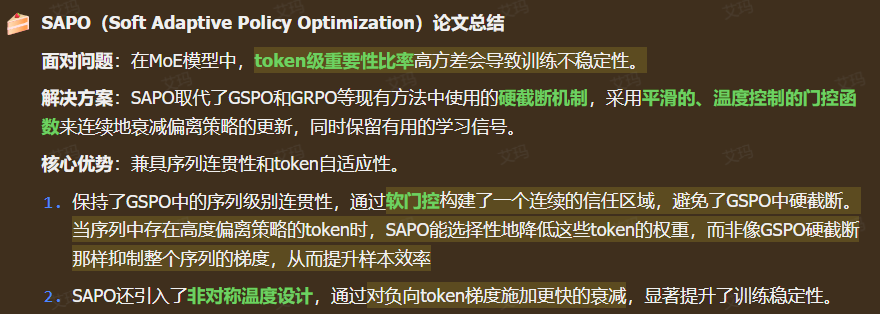 SAPO（Soft Adaptive Policy Optimization）论文总结
面对问题：在MoE模型中，token级重要性比率高方差会导致训练不稳定性。
解决方案：SAPO取代了GSPO和GRPO等现有方法中使用的硬截断机制，采用平滑的、温度控制的门控函
数来连续地衰减偏离策略的更新，同时保留有用的学习信号。
核心优势：兼具序列连贯性和token自适应性。
1. 保持了GSPO中的序列级别连贯性，通过软门控构建了一个连续的信任区域，避免了GSPO中硬截断。
当序列中存在高度偏离策略的token时，SAPO能选择性地降低这些token的权重，而非像GSPO硬截断
那样抑制整个序列的梯度，从而提升样本效率
2. SAPO还引入了非对称温度设计，通过对负向token梯度施加更快的衰减，显著提升了训练稳定性。